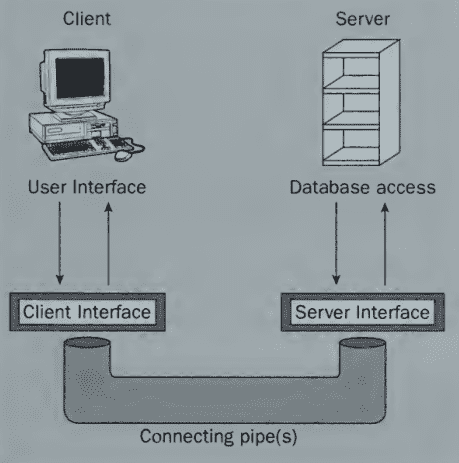 Client
Server
User Interface
Database access
Client Interface
Server Interface
Connecting pipe(s)